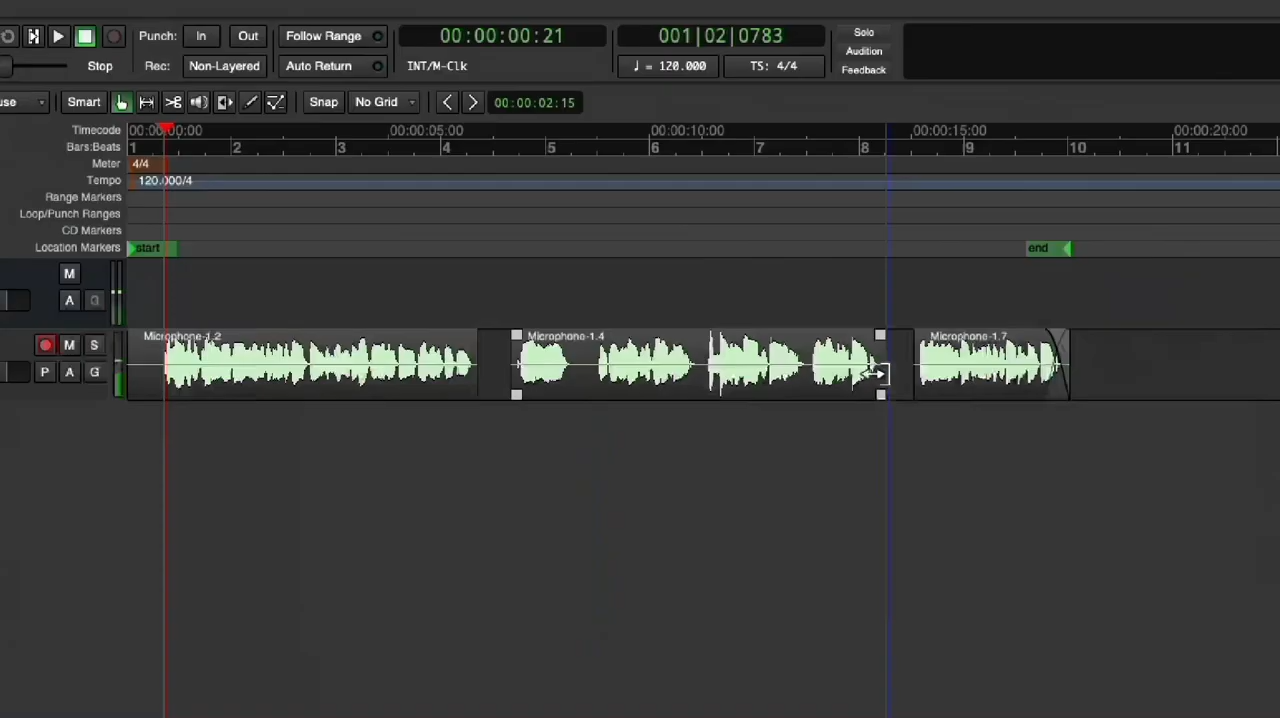 Punch: In Out Follow Range 00:00:00:21 001|02|0783 Solo
Audition
Feedback
Stop Rec: Non-Layered Auto Return INT/M-Clk ♩ = 120.000 TS: 4/4
Smart Snap No Grid 00:00:02:15
Timecode 00:00:00:00 00:00:05:00 00:00:10:00 00:00:15:00 00:00:20:00
Bars:Beats 1 2 3 4 5 6 7 8 9 10 11
Meter 4/4
Tempo 120.000/4
Range Markers
Loop/Punch Ranges
CD Markers
Location Markers start end
M
A
Microphone-1.2 Microphone-1.4 Microphone-1.7
M S
P A G